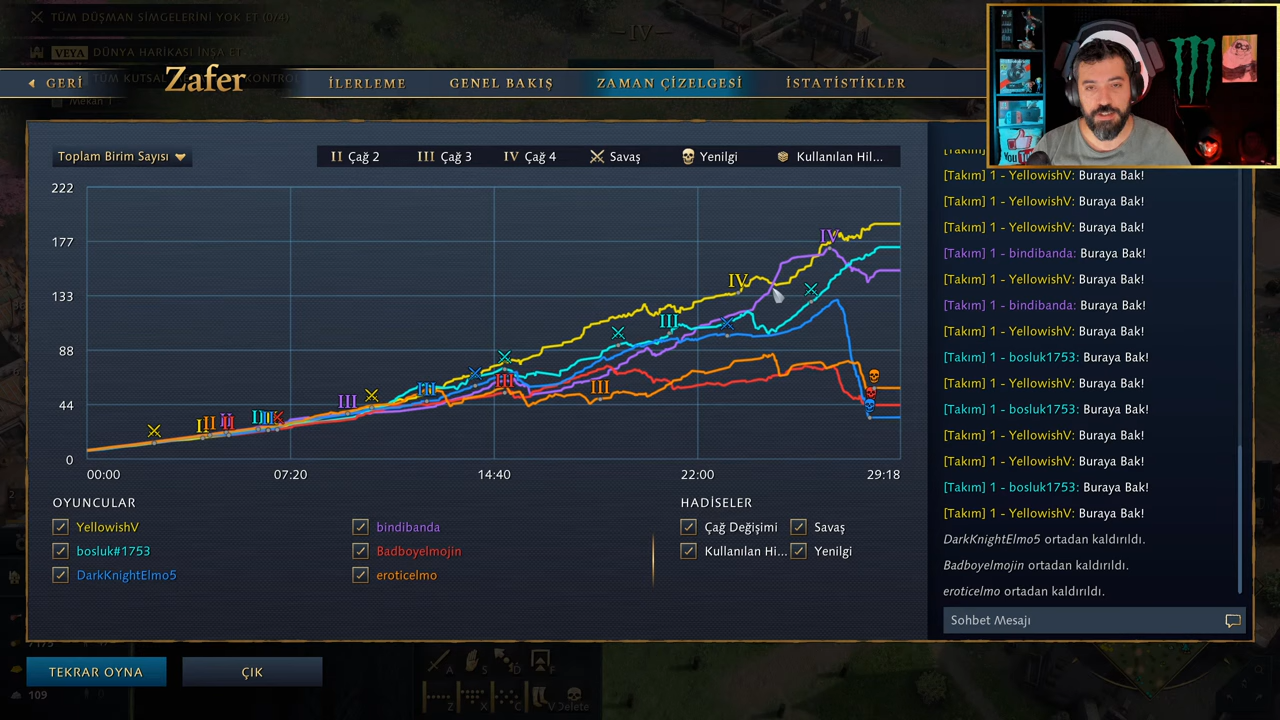 TÜM DÜŞMAN SİMGELERİNİ YOK ET (0/4)
VEYA DÜNYA HARİKASI İNŞA ET
GERİ
Zafer
İLERLEME
GENEL BAKIŞ
ZAMAN ÇİZELGESİ
İSTATİSTİKLER
Toplam Birim Sayısı
II Çağ 2
III Çağ 3
IV Çağ 4
Savaş
Yenilgi
Kullanılan Hil...
222
177
133
88
44
0
00:00
07:20
14:40
22:00
29:18
OYUNCULAR
YellowishV
bosluk#1753
DarkKnightElmo5
bindibanda
Badboyelmojin
eroticelmo
HADİSELER
Çağ Değişimi
Savaş
Kullanılan Hi...
Yenilgi
[Takım] 1 - YellowishV: Buraya Bak!
[Takım] 1 - YellowishV: Buraya Bak!
[Takım] 1 - YellowishV: Buraya Bak!
[Takım] 1 - bindibanda: Buraya Bak!
[Takım] 1 - YellowishV: Buraya Bak!
[Takım] 1 - bindibanda: Buraya Bak!
[Takım] 1 - YellowishV: Buraya Bak!
[Takım] 1 - bosluk1753: Buraya Bak!
[Takım] 1 - YellowishV: Buraya Bak!
[Takım] 1 - bosluk1753: Buraya Bak!
[Takım] 1 - YellowishV: Buraya Bak!
[Takım] 1 - YellowishV: Buraya Bak!
[Takım] 1 - bosluk1753: Buraya Bak!
[Takım] 1 - YellowishV: Buraya Bak!
DarkKnightElmo5 ortadan kaldırıldı.
Badboyelmojin ortadan kaldırıldı.
eroticelmo ortadan kaldırıldı.
Sohbet Mesajı
TEKRAR OYNA
ÇIK
109